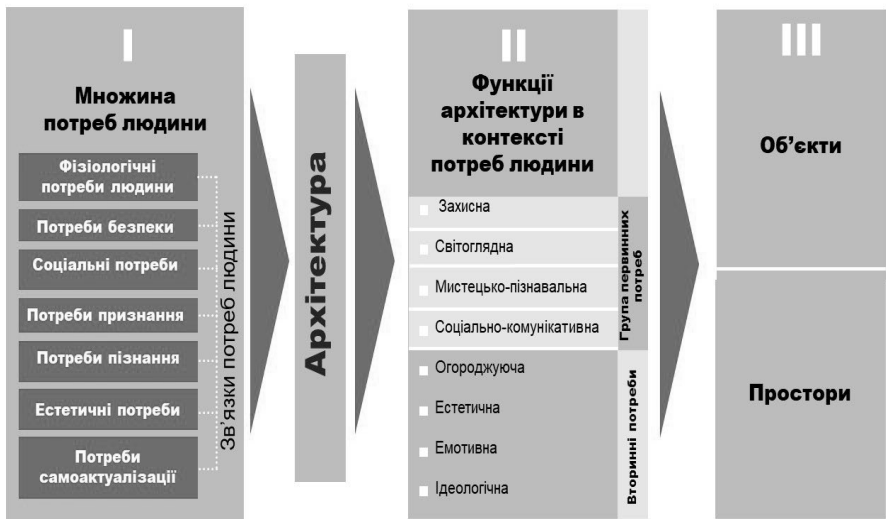 I
Множина
потреб людини
Фізіологічні
потреби людини
Потреби безпеки
Соціальні потреби
Потреби признання
Потреби пізнання
Естетичні потреби
Потреби
самоактуалізації
Зв’язки потреб людини
Архітектура
II
Функції
архітектури в
контексті
потреб людини
Захисна
Світоглядна
Мистецько-пізнавальна
Соціально-комунікативна
Огороджуюча
Естетична
Емотивна
Ідеологічна
Група первинних
потреб
Вторинні потреби
III
Об’єкти
Простори